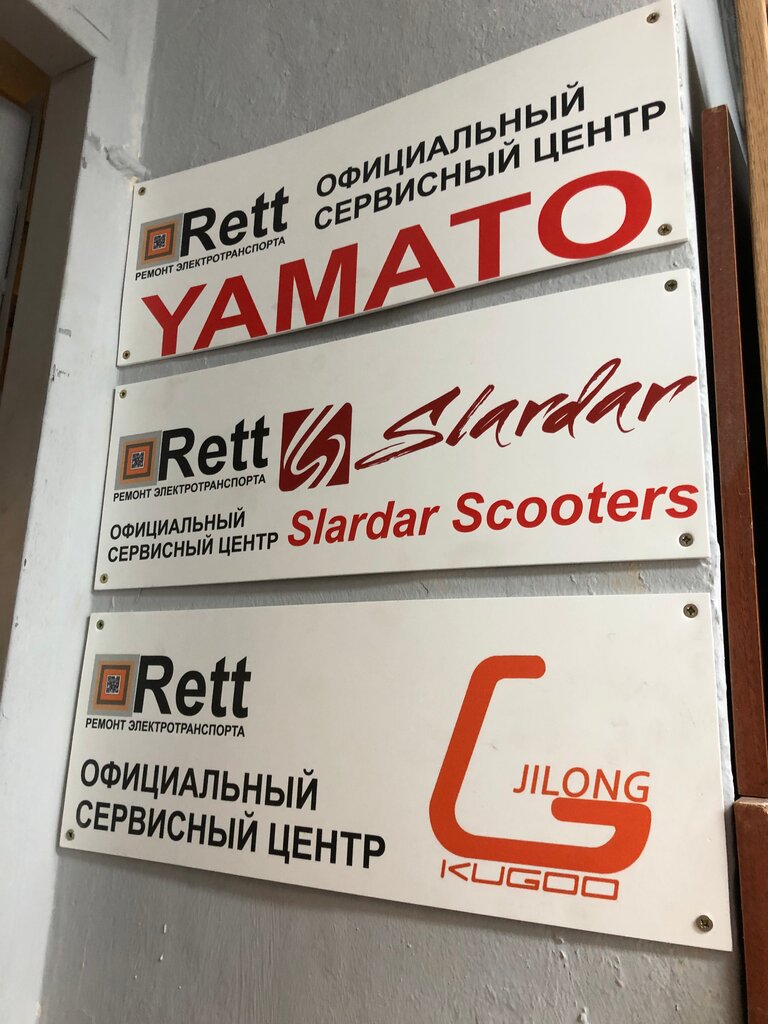 ОФИЦИАЛЬНЫЙ
СЕРВИСНЫЙ ЦЕНТР
Rett
РЕМОНТ ЭЛЕКТРОТРАНСПОРТА
YAMATO
Rett
РЕМОНТ ЭЛЕКТРОТРАНСПОРТА
Slardar
ОФИЦИАЛЬНЫЙ
СЕРВИСНЫЙ ЦЕНТР
Slardar Scooters
Rett
РЕМОНТ ЭЛЕКТРОТРАНСПОРТА
ОФИЦИАЛЬНЫЙ
СЕРВИСНЫЙ ЦЕНТР
JILONG
KUGOO